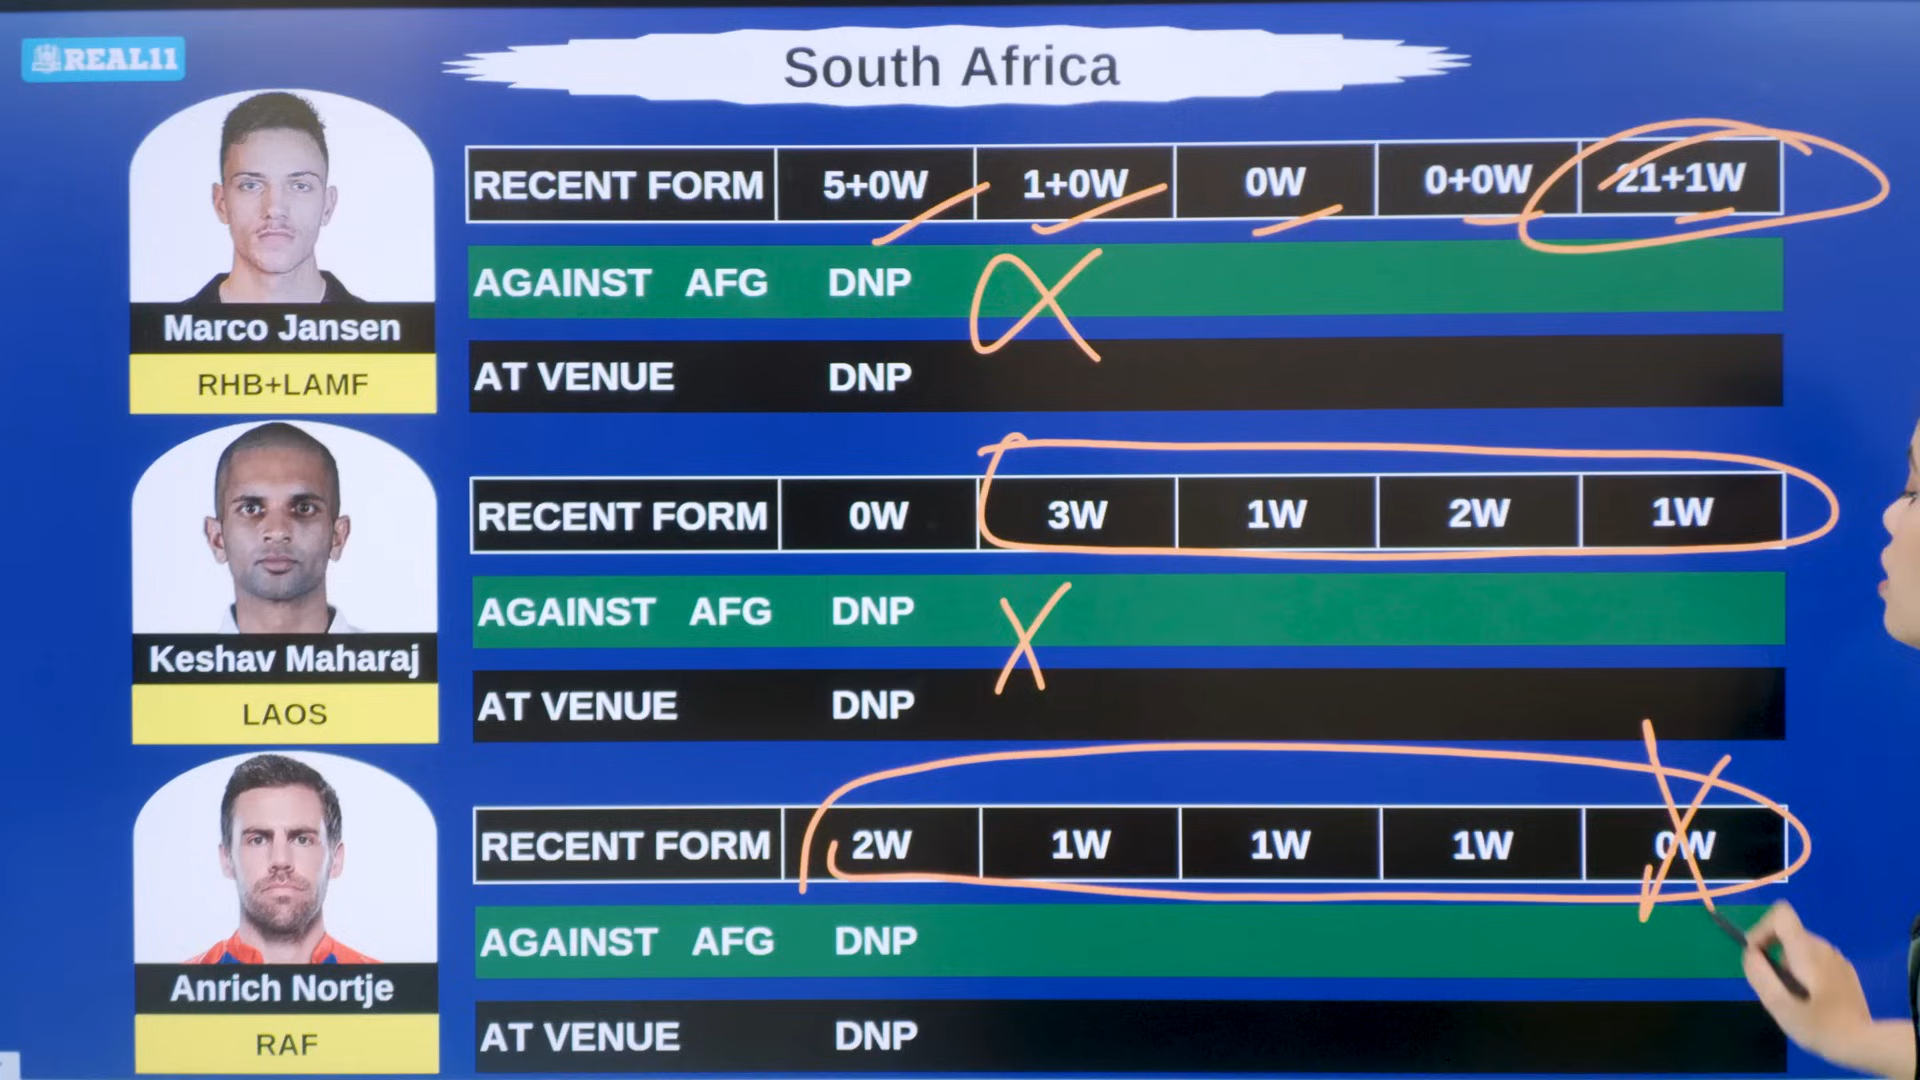 REAL11
South Africa
RECENT FORM 5+0W 1+0W 0W 0+0W 21+1W
AGAINST AFG DNP
AT VENUE DNP
Marco Jansen
RHB+LAMF
RECENT FORM 0W 3W 1W 2W 1W
AGAINST AFG DNP
AT VENUE DNP
Keshav Maharaj
LAOS
RECENT FORM 2W 1W 1W 1W 0W
AGAINST AFG DNP
AT VENUE DNP
Anrich Nortje
RAF